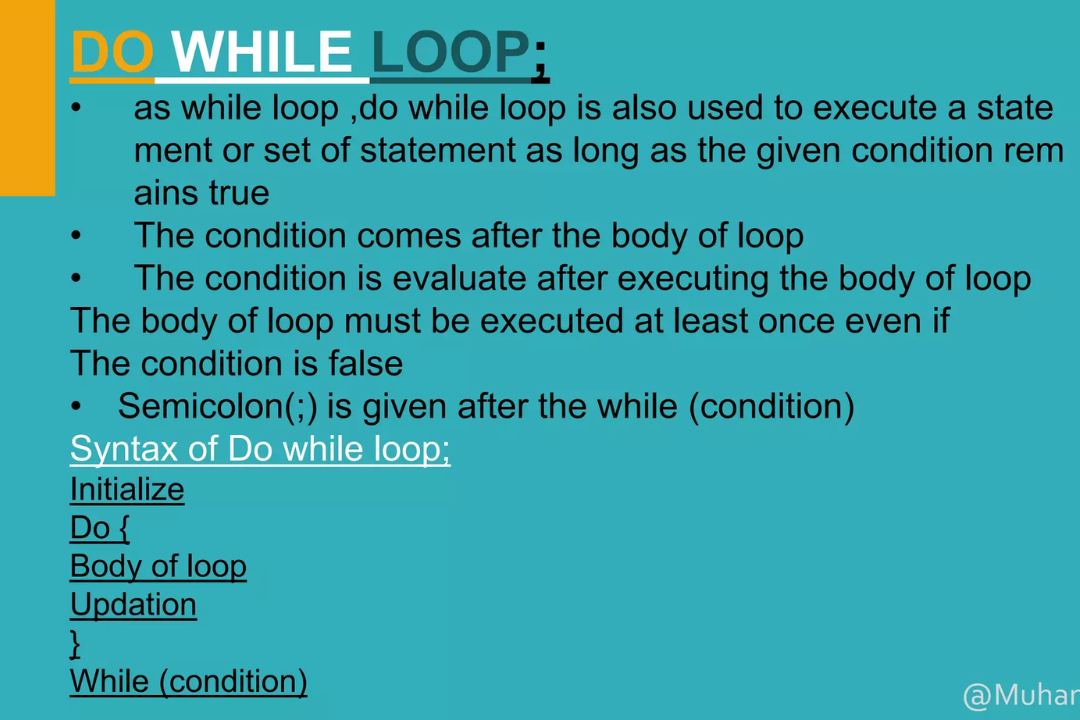 DO WHILE LOOP;
• as while loop ,do while loop is also used to execute a state
ment or set of statement as long as the given condition rem
ains true
• The condition comes after the body of loop
• The condition is evaluate after executing the body of loop
The body of loop must be executed at least once even if
The condition is false
• Semicolon(;) is given after the while (condition)
Syntax of Do while loop;
Initialize
Do {
Body of loop
Updation
}
While (condition)
@Muhan